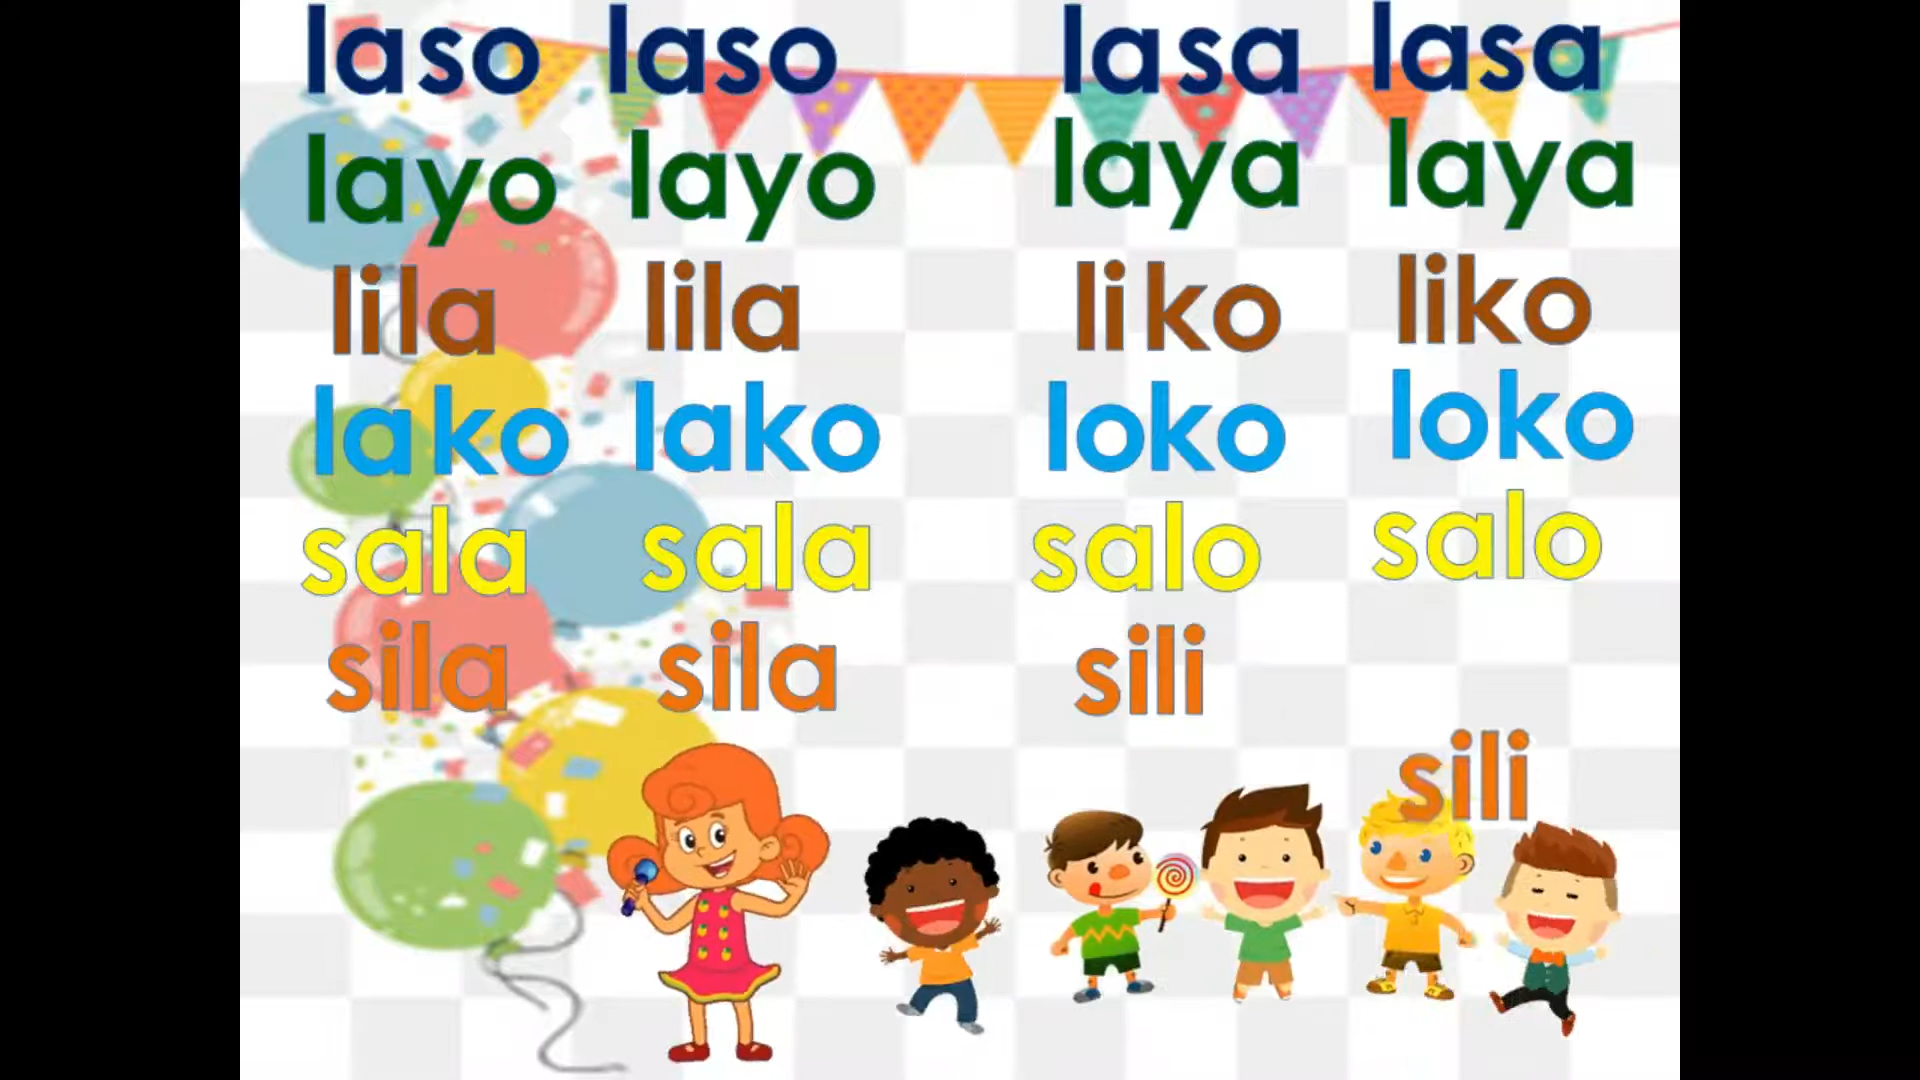 laso laso lasa lasa
layo layo laya laya
lila lila liko liko
lako lako loko loko
sala sala salo salo
sila sila sili
sili